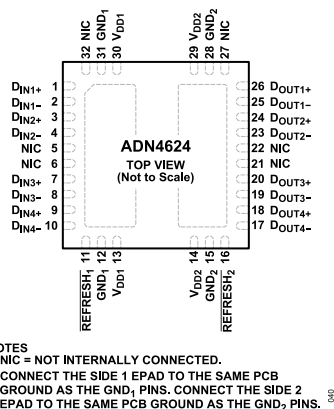 32 NIC
31 GND1
30 VDD1
29 VDD2
28 GND2
27 NIC
DIN1+ 1
DIN1– 2
DIN2+ 3
DIN2– 4
NIC 5
NIC 6
DIN3+ 7
DIN3– 8
DIN4+ 9
DIN4– 10
ADN4624
TOP VIEW
(Not to Scale)
26 DOUT1+
25 DOUT1–
24 DOUT2+
23 DOUT2–
22 NIC
21 NIC
20 DOUT3+
19 DOUT3–
18 DOUT4+
17 DOUT4–
REFRESH1 11
GND1 12
VDD1 13
VDD2 14
GND2 15
REFRESH2 16
OTES
NIC = NOT INTERNALLY CONNECTED.
CONNECT THE SIDE 1 EPAD TO THE SAME PCB
GROUND AS THE GND1 PINS. CONNECT THE SIDE 2
EPAD TO THE SAME PCB GROUND AS THE GND2 PINS.
040